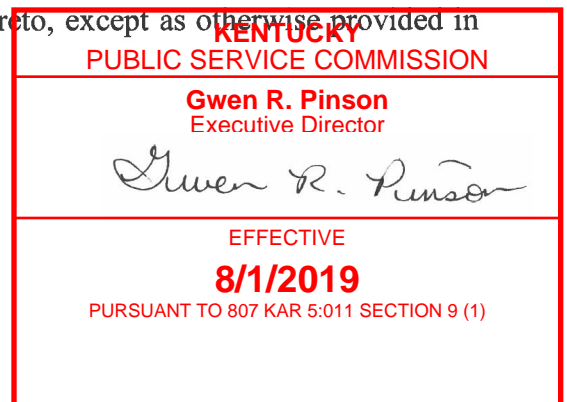 reto, except as otherwise provided in
KENTUCKY
PUBLIC SERVICE COMMISSION
Gwen R. Pinson
Executive Director
Gwen R. Pinson
EFFECTIVE
8/1/2019
PURSUANT TO 807 KAR 5:011 SECTION 9 (1)